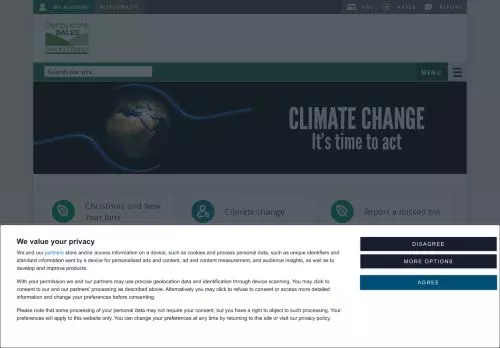 MY ACCOUNT ACCESSIBILITY PAY APPLY REPORT
Derbyshire
DALES
District Council
Search our site... MENU
CLIMATE CHANGE
It's time to act
Christmas and New
Year bins
Climate change
Report a missed bin
We value your privacy
We and our partners store and/or access information on a device, such as cookies and process personal data, such as unique identifiers and
standard information sent by a device for personalised ads and content, ad and content measurement, and audience insights, as well as to
develop and improve products.
With your permission we and our partners may use precise geolocation data and identification through device scanning. You may click to
consent to our and our partners' processing as described above. Alternatively you may click to refuse to consent or access more detailed
information and change your preferences before consenting.
Please note that some processing of your personal data may not require your consent, but you have a right to object to such processing. Your
preferences will apply to this website only. You can change your preferences at any time by returning to this site or visit our privacy policy.
DISAGREE
MORE OPTIONS
AGREE